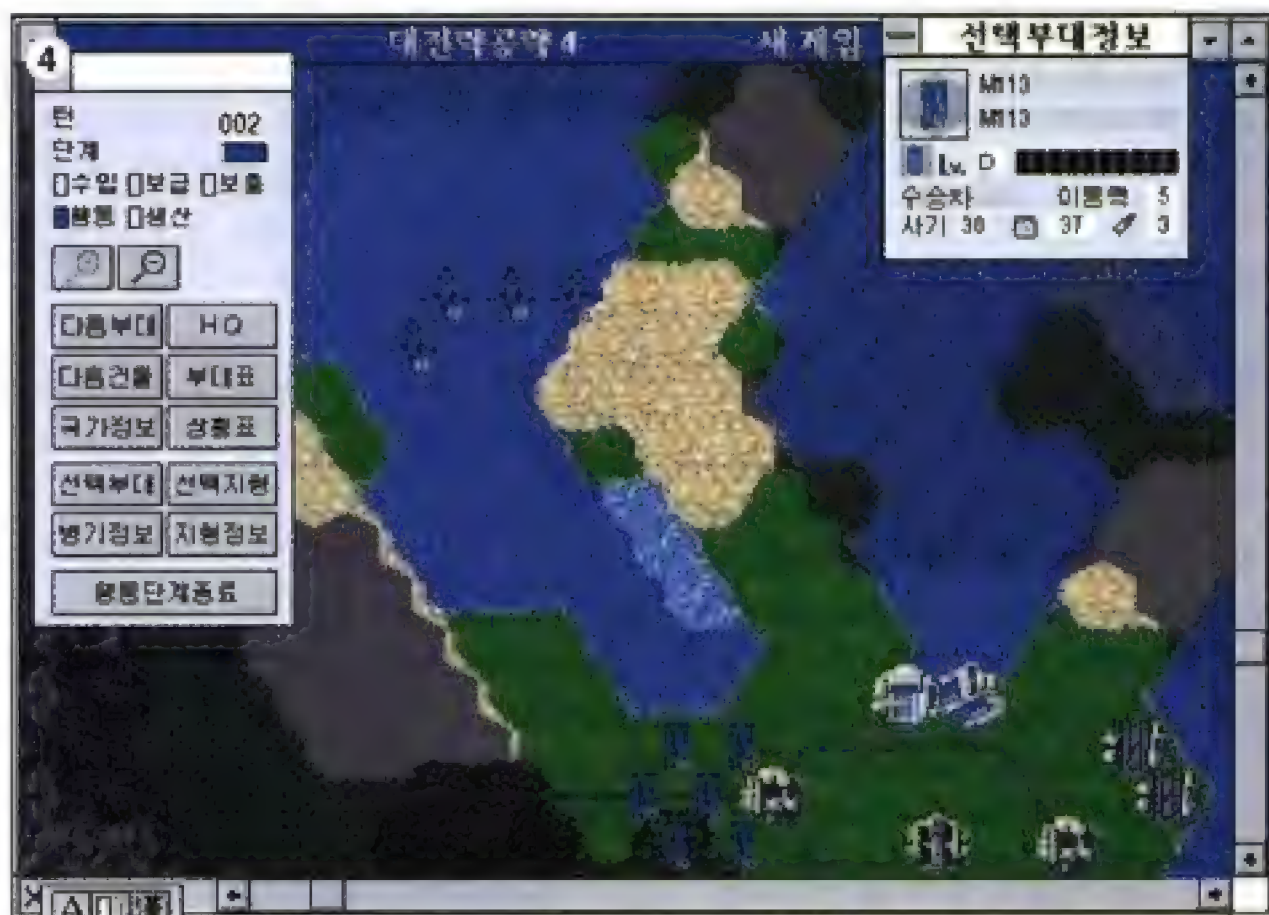 대전략공략 4 새 게임
선택부대정보
4
턴 002
단계
수입 보급 보충
행동 생산
다음부대 HQ
다음건물 부대표
국가정보 상황표
선택부대 선택지형
병기정보 지형정보
행동단계종료
M113
M113
Lv. D
수송차 이동력 5
사기 30 37 3
A